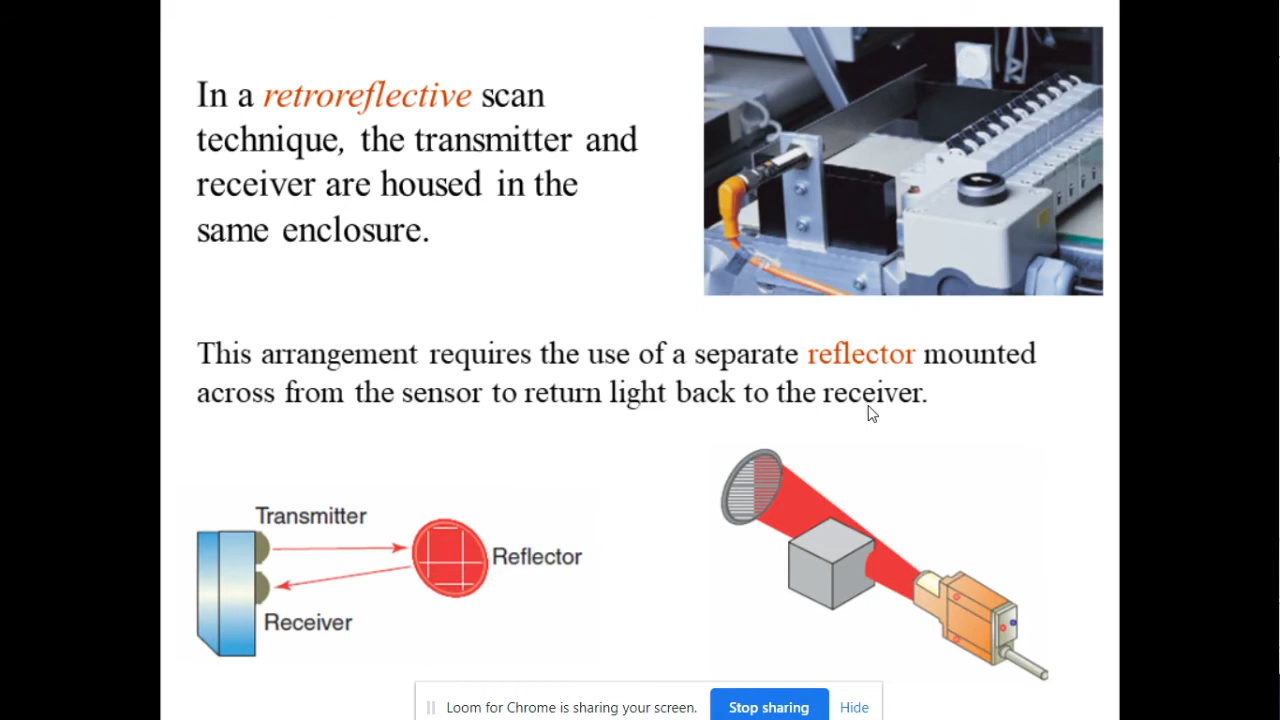 In a retroreflective scan
technique, the transmitter and
receiver are housed in the
same enclosure.
This arrangement requires the use of a separate reflector mounted
across from the sensor to return light back to the receiver.
Transmitter
Reflector
Receiver
Loom for Chrome is sharing your screen.
Stop sharing
Hide